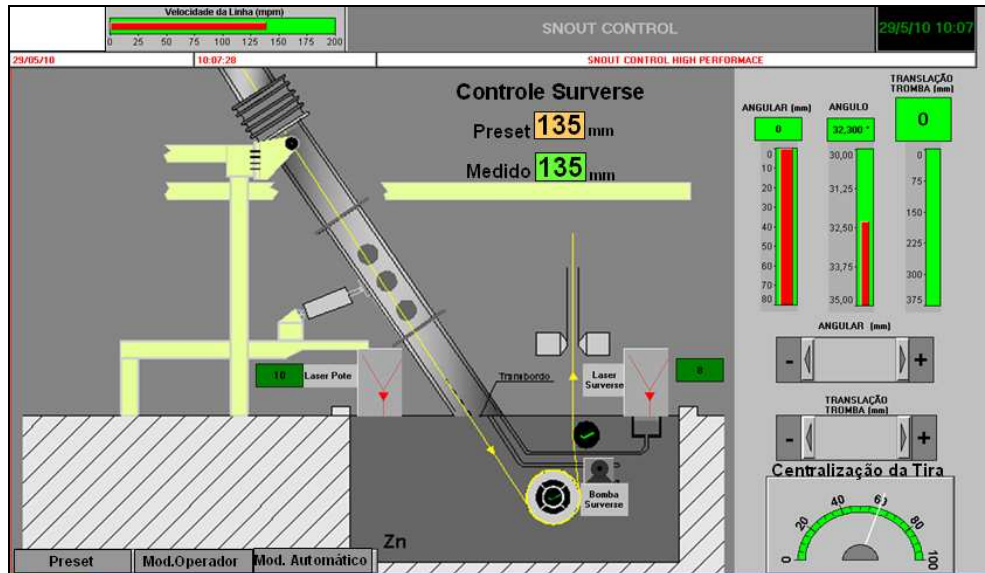 Velocidade da Linha (mpm)
0 25 50 75 100 125 150 175 200
SNOUT CONTROL
29/5/10 10:07
29/05/10
10:07:28
SNOUT CONTROL HIGH PERFORMACE
Controle Surverse
Preset 135 mm
Medido 135 mm
ANGULAR (mm)
0
0
10
20
30
40
50
60
70
80
ANGULO
32,300 °
30,00
31,25
32,50
33,75
35,00
TRANSLAÇÃO
TROMBA (mm)
0
0
75
150
225
300
375
ANGULAR (mm)
- +
TRANSLAÇÃO
TROMBA (mm)
- +
Centralização da Tira
0 20 40 60 80 100
10 Laser Pote
Transbordo
Laser
Surverse
8
Bomba
Surverse
Zn
Preset
Mod.Operador
Mod. Automático